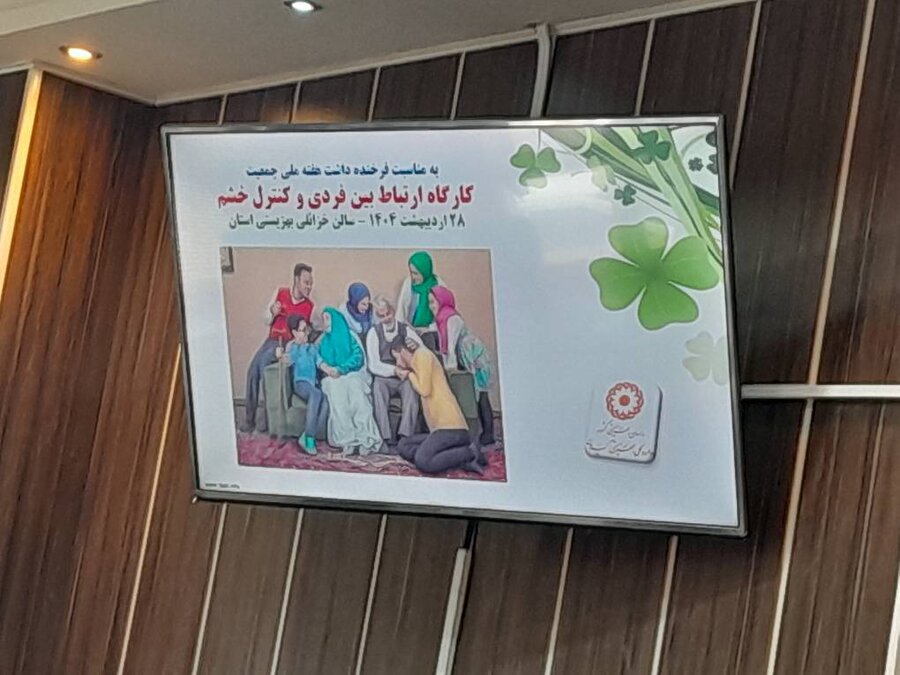 به مناسبت فرخنده داشت هفته ملی جمعیت
کارگاه ارتباط بین فردی و کنترل خشم
۲۸ اردیبهشت ۱۴۰۴ - سالن خزائلی بهزیستی استان